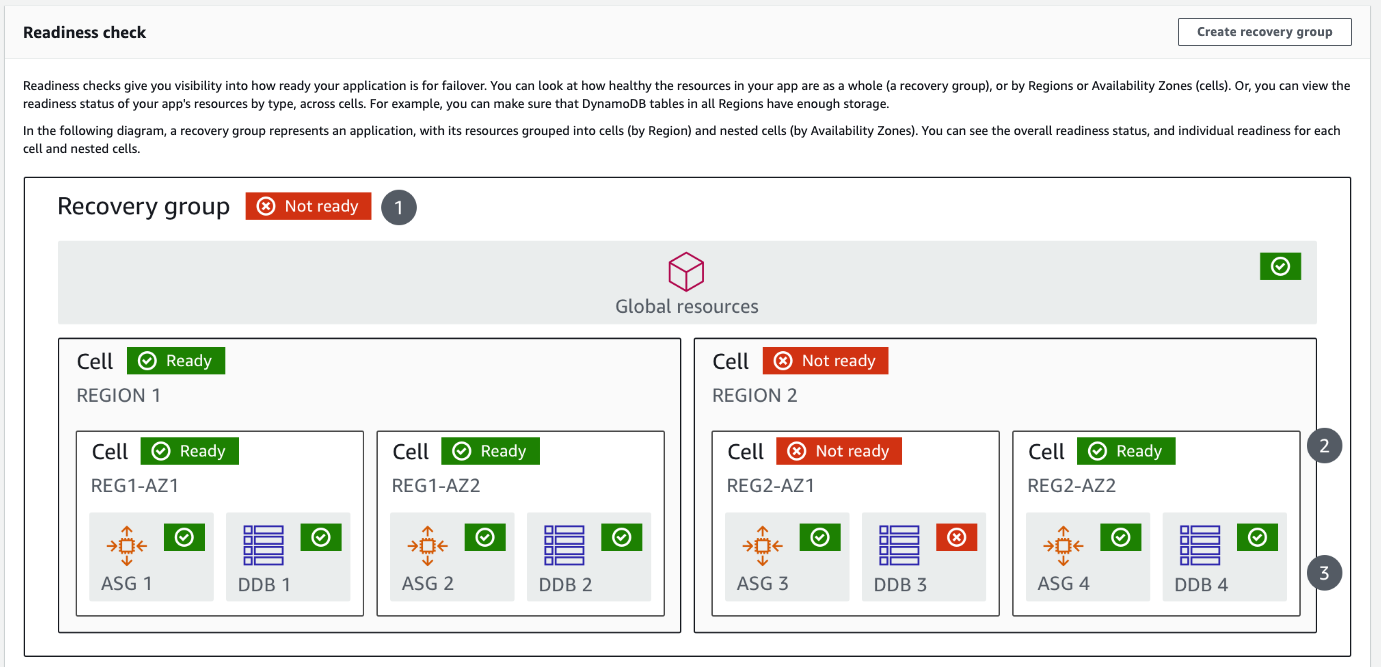 Readiness check
Create recovery group
Readiness checks give you visibility into how ready your application is for failover. You can look at how healthy the resources in your app are as a whole (a recovery group), or by Regions or Availability Zones (cells). Or, you can view the
readiness status of your app's resources by type, across cells. For example, you can make sure that DynamoDB tables in all Regions have enough storage.
In the following diagram, a recovery group represents an application, with its resources grouped into cells (by Region) and nested cells (by Availability Zones). You can see the overall readiness status, and individual readiness for each
cell and nested cells.
Recovery group Not ready 1
Global resources
Cell Ready
REGION 1
Cell Ready
REG1-AZ1
ASG 1
DDB 1
Cell Ready
REG1-AZ2
ASG 2
DDB 2
Cell Not ready
REGION 2
Cell Not ready
REG2-AZ1
ASG 3
DDB 3
Cell Ready
REG2-AZ2
ASG 4
DDB 4
2
3